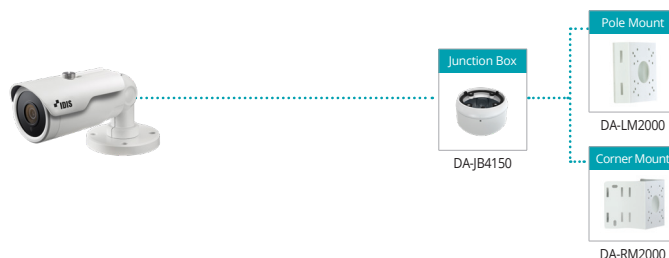 Pole Mount
Junction Box
IDIS
DA-LM2000
DA-JB4150
Corner Mount
DA-RM2000